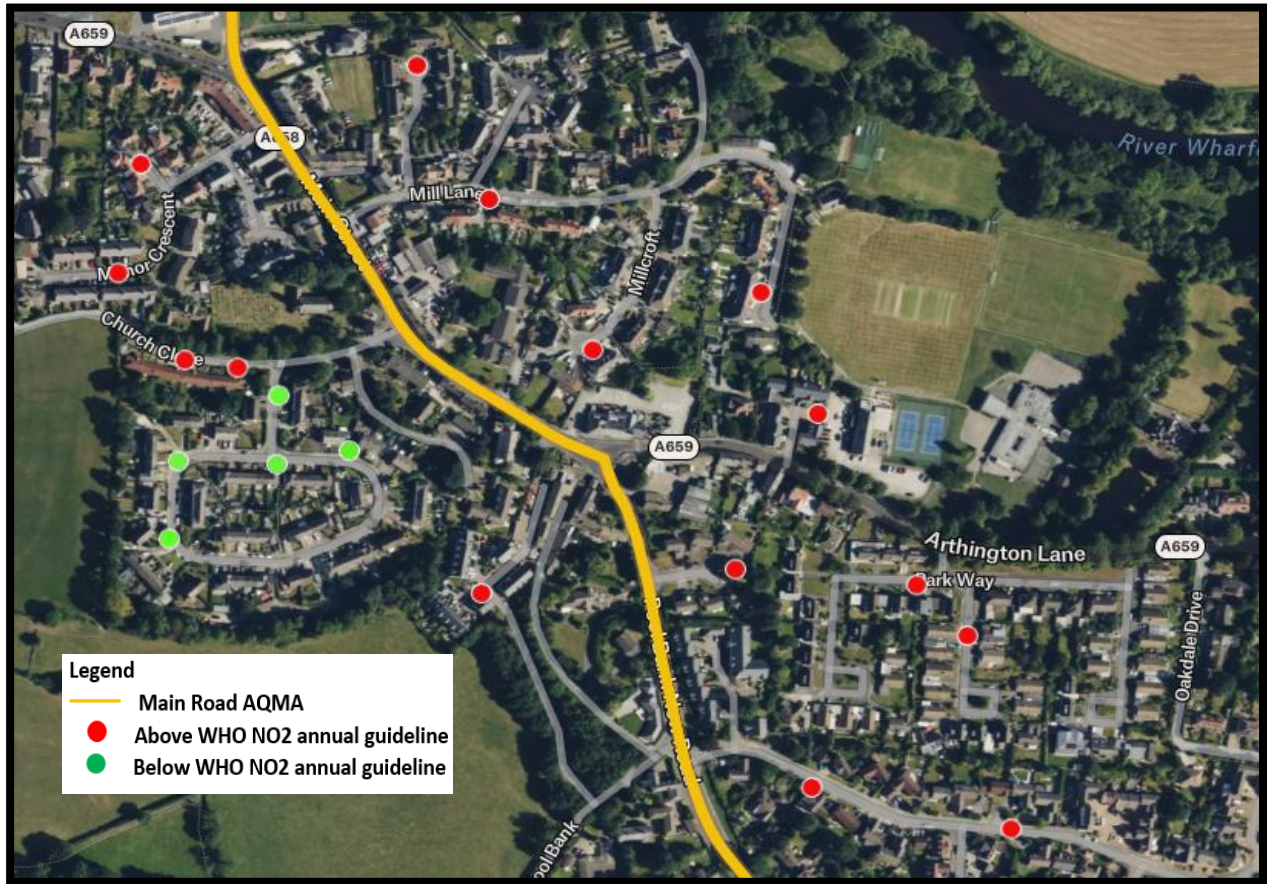 A659
A658
Mill Lane
River Wharfe
Manor Crescent
Millcroft
Church Close
A659
Arthington Lane
A659
Park Way
Oakdale Drive
Legend
Main Road AQMA
Above WHO NO2 annual guideline
Below WHO NO2 annual guideline